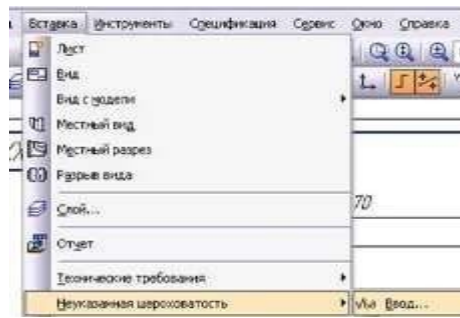 Вставка Инструменты Спецификация Сервис Окно Справка
Лист
Вид
Вид с модели
Местный вид
Местный разрез
Разрыв вида
Слой...
70
Отчет
Технические требования
Неуказанная шероховатость
Ввод...